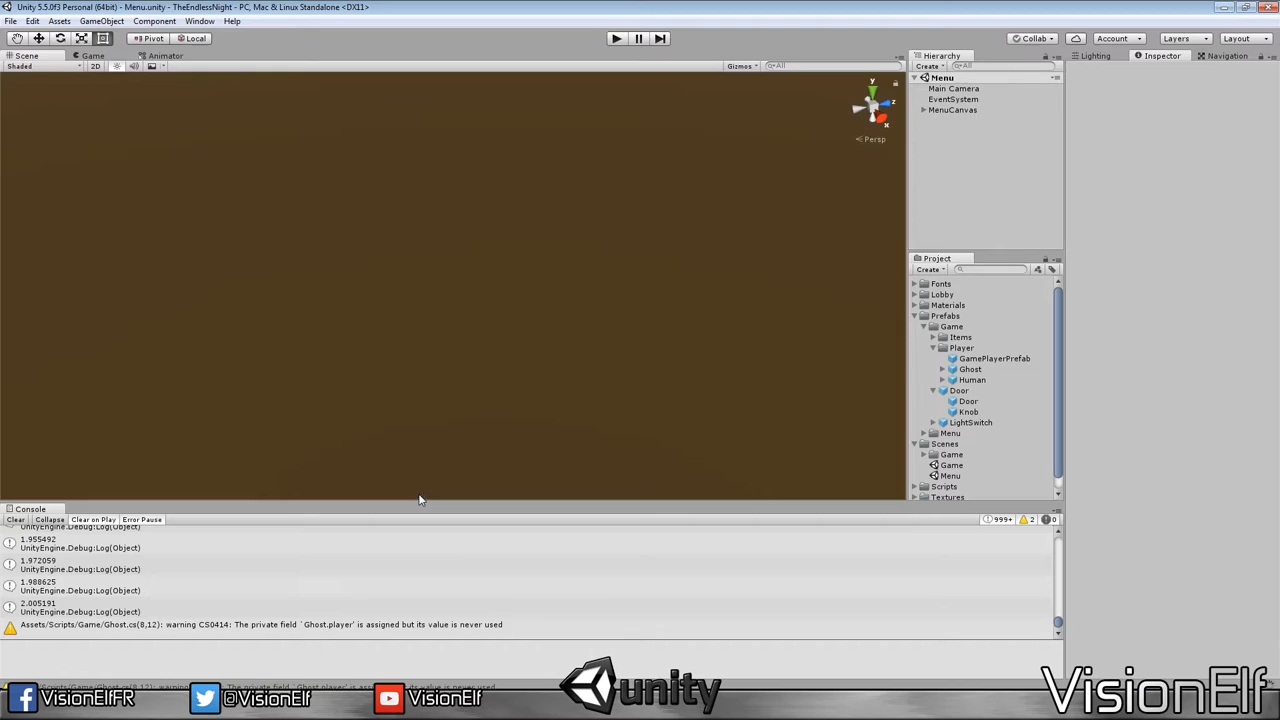 Unity 5.5.0f3 Personal (64bit) - Menu.unity - TheEndlessNight - PC, Mac & Linux Standalone <DX11>
File Edit Assets GameObject Component Window Help
Pivot Local Collab Account Layers Layout
Scene Game Animator Hierarchy Lighting Inspector Navigation
Shaded 2D Gizmos All Create All
y
z
x
Persp
Menu
Main Camera
EventSystem
MenuCanvas
Project
Create
Fonts
Lobby
Materials
Prefabs
Game
Items
Player
GamePlayerPrefab
Ghost
Human
Door
Door
Knob
LightSwitch
Menu
Scenes
Game
Game
Menu
Scripts
Textures
Console
Clear Collapse Clear on Play Error Pause 999+ 2 0
UnityEngine.Debug:Log(Object)
1.955492
UnityEngine.Debug:Log(Object)
1.972059
UnityEngine.Debug:Log(Object)
1.988625
UnityEngine.Debug:Log(Object)
2.005191
UnityEngine.Debug:Log(Object)
Assets/Scripts/Game/Ghost.cs(8,12): warning CS0414: The private field `Ghost.player' is assigned but its value is never used
VisionElfFR @VisionElf VisionElf unity VisionElf